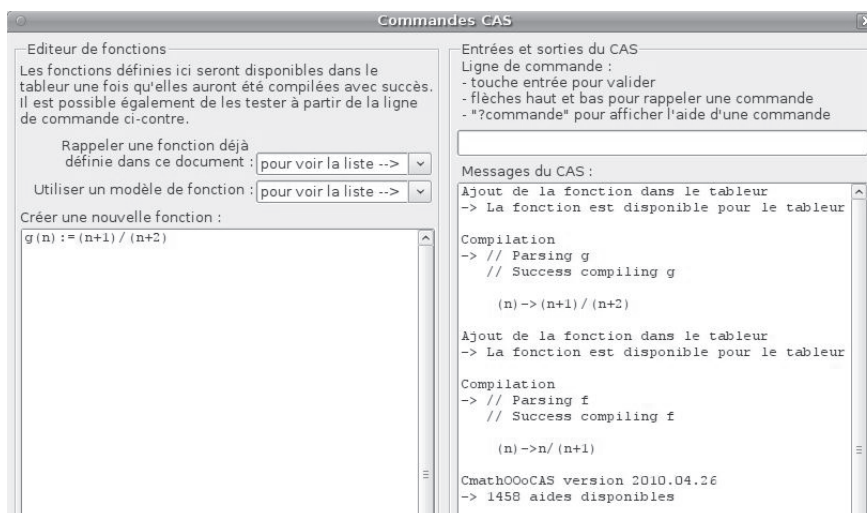 Commandes CAS
Editeur de fonctions
Les fonctions définies ici seront disponibles dans le
tableur une fois qu'elles auront été compilées avec succès.
Il est possible également de les tester à partir de la ligne
de commande ci-contre.
Rappeler une fonction déjà
définie dans ce document : pour voir la liste -->
Utiliser un modèle de fonction : pour voir la liste -->
Créer une nouvelle fonction :
g(n):=(n+1)/(n+2)
Entrées et sorties du CAS
Ligne de commande :
- touche entrée pour valider
- flèches haut et bas pour rappeler une commande
- "?commande" pour afficher l'aide d'une commande
Messages du CAS :
Ajout de la fonction dans le tableur
-> La fonction est disponible pour le tableur
Compilation
-> // Parsing g
// Success compiling g
(n)->(n+1)/(n+2)
Ajout de la fonction dans le tableur
-> La fonction est disponible pour le tableur
Compilation
-> // Parsing f
// Success compiling f
(n)->n/(n+1)
CmathOOoCAS version 2010.04.26
-> 1458 aides disponibles